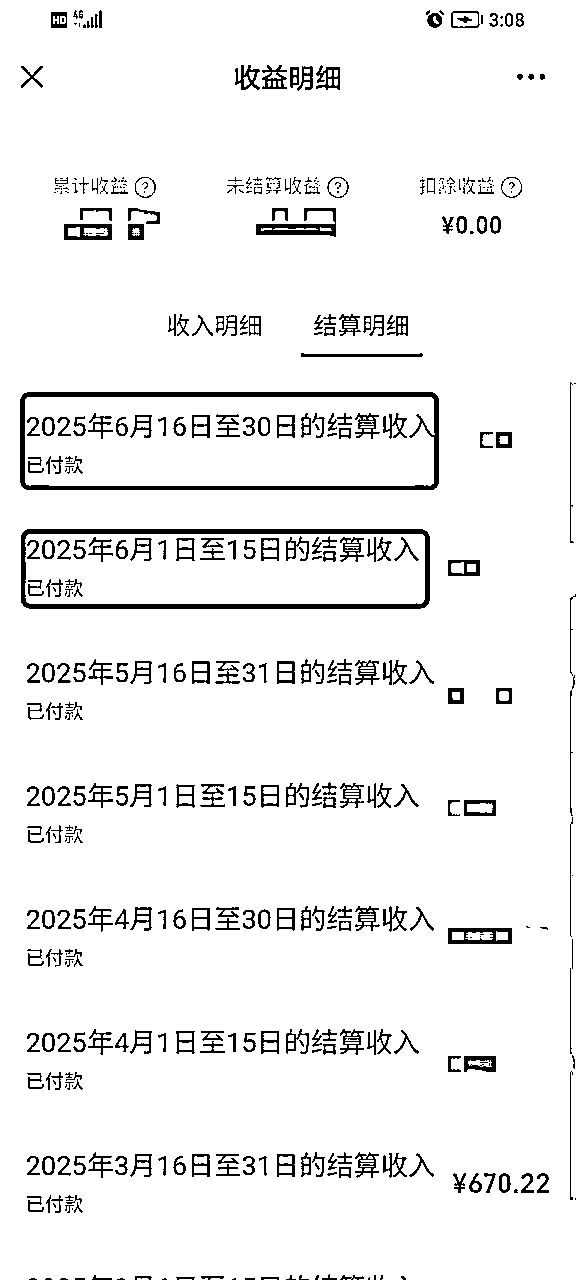 HD 4G 3:08
收益明细
累计收益 ? 未结算收益 ? 扣除收益 ?
¥0.00
收入明细 结算明细
2025年6月16日至30日的结算收入
已付款
2025年6月1日至15日的结算收入
已付款
2025年5月16日至31日的结算收入
已付款
2025年5月1日至15日的结算收入
已付款
2025年4月16日至30日的结算收入
已付款
2025年4月1日至15日的结算收入
已付款
2025年3月16日至31日的结算收入
¥670.22
已付款